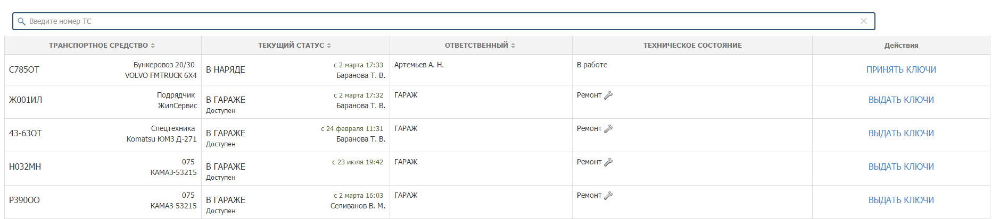 Введите номер ТС
ТРАНСПОРТНОЕ СРЕДСТВО ТЕКУЩИЙ СТАТУС ОТВЕТСТВЕННЫЙ ТЕХНИЧЕСКОЕ СОСТОЯНИЕ Действия
С785ОТ Бункеровоз 20/30 В НАРЯДЕ с 2 марта 17:33 Артемьев А. Н. В работе ПРИНЯТЬ КЛЮЧИ
VOLVO FMTRUCK 6X4 Баранова Т. В.
Ж001ИЛ Подрядчик В ГАРАЖЕ с 2 марта 17:32 ГАРАЖ Ремонт ВЫДАТЬ КЛЮЧИ
ЖилСервис Доступен Баранова Т. В.
43-63ОТ Спецтехника В ГАРАЖЕ с 24 февраля 11:31 ГАРАЖ Ремонт ВЫДАТЬ КЛЮЧИ
Komatsu ЮМЗ Д-271 Доступен Баранова Т. В.
Н032МН 075 В ГАРАЖЕ с 23 июля 19:42 ГАРАЖ Ремонт ВЫДАТЬ КЛЮЧИ
КАМАЗ-53215 Доступен
Р390ОО 075 В ГАРАЖЕ с 2 марта 16:03 ГАРАЖ Ремонт ВЫДАТЬ КЛЮЧИ
КАМАЗ-53215 Доступен Селиванов В. М.